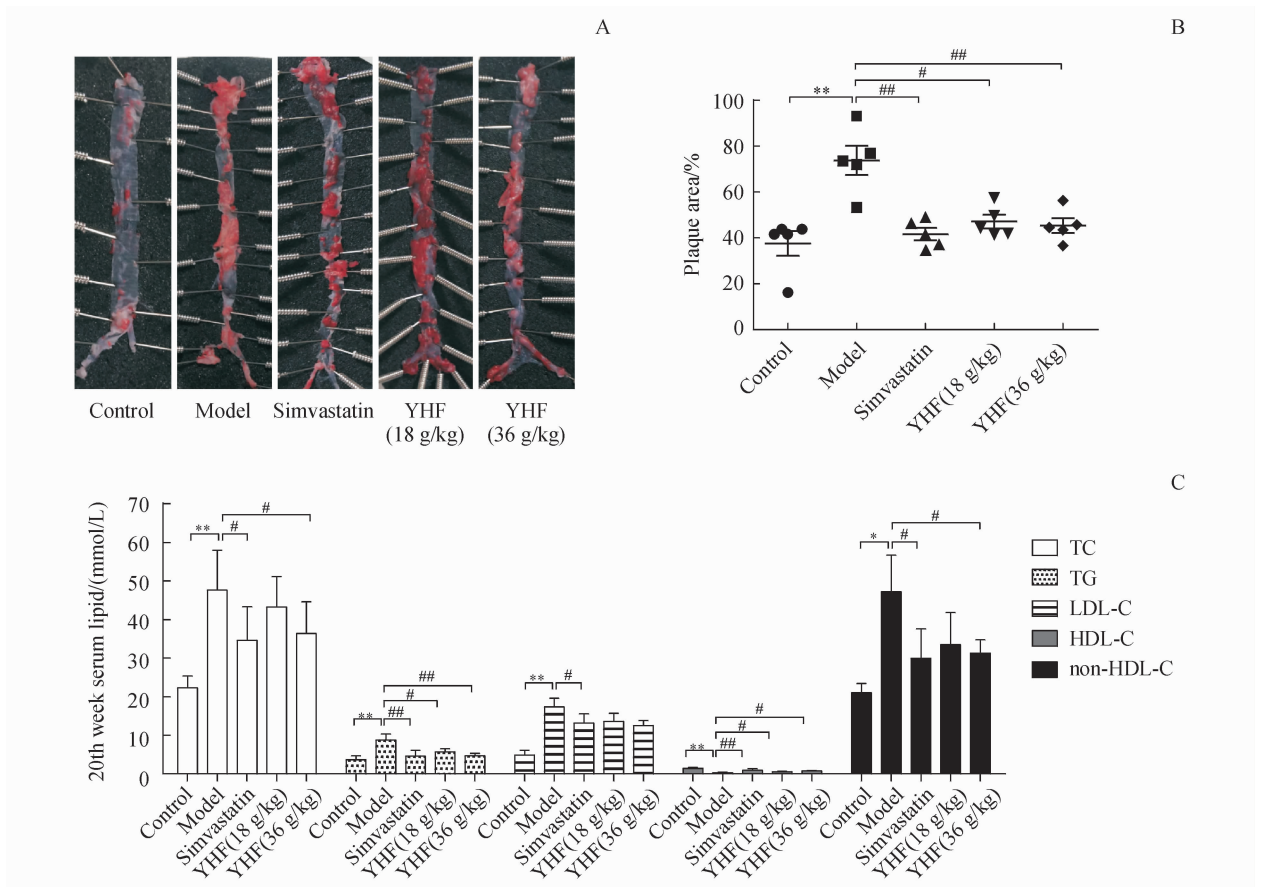 A
Control
Model
Simvastatin
YHF
(18 g/kg)
YHF
(36 g/kg)
B
##
#
**
##
Plaque area/%
100
80
60
40
20
0
Control
Model
Simvastatin
YHF(18 g/kg)
YHF(36 g/kg)
C
20th week serum lipid/(mmol/L)
70
60
50
40
30
20
10
0
#
**
#
##
#
**
##
**
#
#
#
**
##
#
*
#
Control
Model
Simvastatin
YHF(18 g/kg)
YHF(36 g/kg)
Control
Model
Simvastatin
YHF(18 g/kg)
YHF(36 g/kg)
Control
Model
Simvastatin
YHF(18 g/kg)
YHF(36 g/kg)
Control
Model
Simvastatin
YHF(18 g/kg)
YHF(36 g/kg)
Control
Model
Simvastatin
YHF(18 g/kg)
YHF(36 g/kg)
TC
TG
LDL-C
HDL-C
non-HDL-C